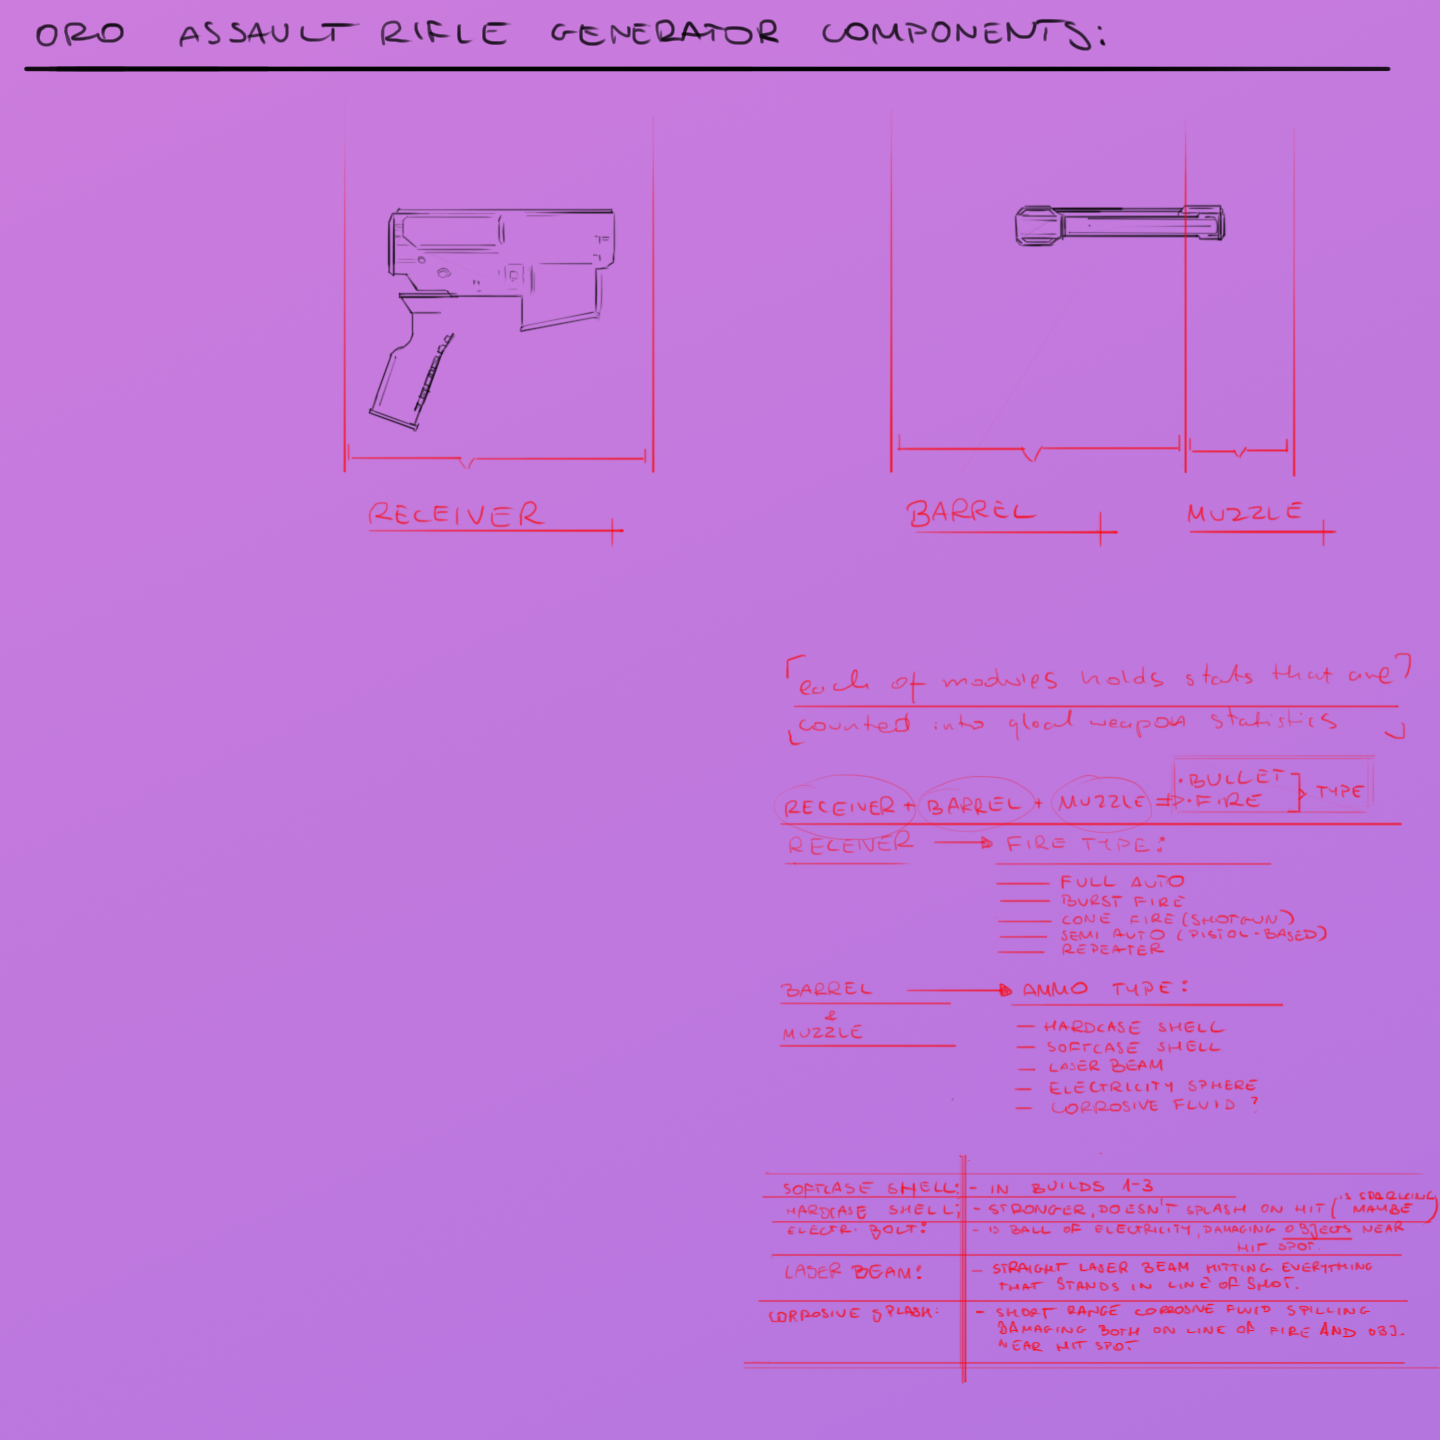 ORO ASSAULT RIFLE GENERATOR COMPONENTS:
RECEIVER
BARREL
MUZZLE
each of modules holds stats that are
counted into gloal weapon statistics
RECEIVER + BARREL + MUZZLE => · BULLET
· FIRE
TYPE
RECEIVER → FIRE TYPE:
— FULL AUTO
— BURST FIRE
— CONE FIRE (SHOTGUN)
— SEMI AUTO (PISTOL-BASED)
— REPEATER
BARREL → AMMO TYPE:
&
MUZZLE
— HARDCASE SHELL
— SOFTCASE SHELL
— LASER BEAM
— ELECTRICITY SPHERE
— CORROSIVE FLUID ?
SOFTCASE SHELL: - IN BUILDS 1-3
HARDCASE SHELL: - STRONGER, DOESN'T SPLASH ON HIT (IS SPARKING MAYBE)
ELECTR. BOLT: - IS BALL OF ELECTRICITY, DAMAGING OBJECTS NEAR
HIT SPOT.
LASER BEAM: - STRAIGHT LASER BEAM HITTING EVERYTHING
THAT STANDS IN LINE OF SHOT.
CORROSIVE SPLASH: - SHORT RANGE CORROSIVE FLUID SPILLING
DAMAGING BOTH ON LINE OF FIRE AND OBJ.
NEAR HIT SPOT